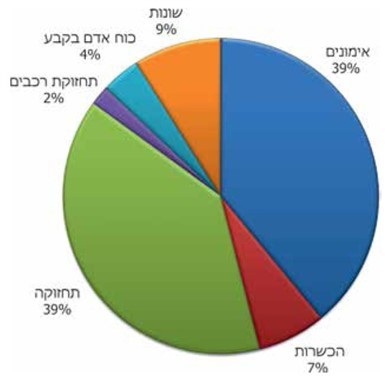 שונות
9%
כוח אדם בקבע
4%
תחזוקת רכבים
2%
אימונים
39%
תחזוקה
39%
הכשרות
7%